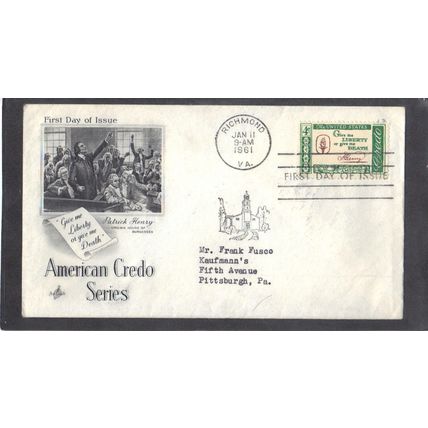 First Day of Issue
"Give me
Liberty
or give me
Death"
Patrick Henry
VIRGINIA HOUSE OF
BURGESSES
American Credo
Series
RICHMOND
JAN 11
9-AM
1961
VA.
4¢
UNITED STATES
Give me
LIBERTY
or give me
DEATH
P Henry
FIRST DAY OF ISSUE
Mr. Frank Fusco
Kaufmann's
Fifth Avenue
Pittsburgh, Pa.